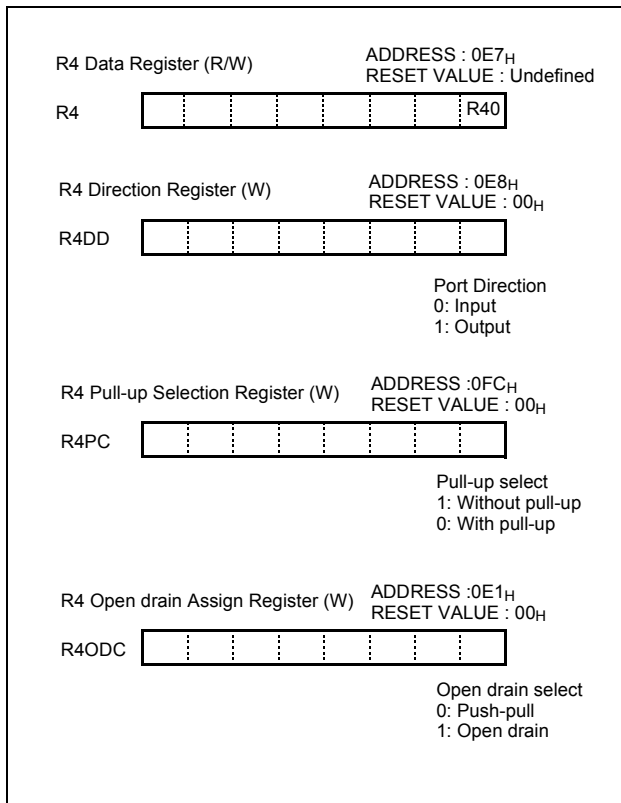 R4 Data Register (R/W)
ADDRESS : 0E7H
RESET VALUE : Undefined
R4
R40
R4 Direction Register (W)
ADDRESS : 0E8H
RESET VALUE : 00H
R4DD
Port Direction
0: Input
1: Output
R4 Pull-up Selection Register (W)
ADDRESS :0FCH
RESET VALUE : 00H
R4PC
Pull-up select
1: Without pull-up
0: With pull-up
R4 Open drain Assign Register (W)
ADDRESS :0E1H
RESET VALUE : 00H
R4ODC
Open drain select
0: Push-pull
1: Open drain